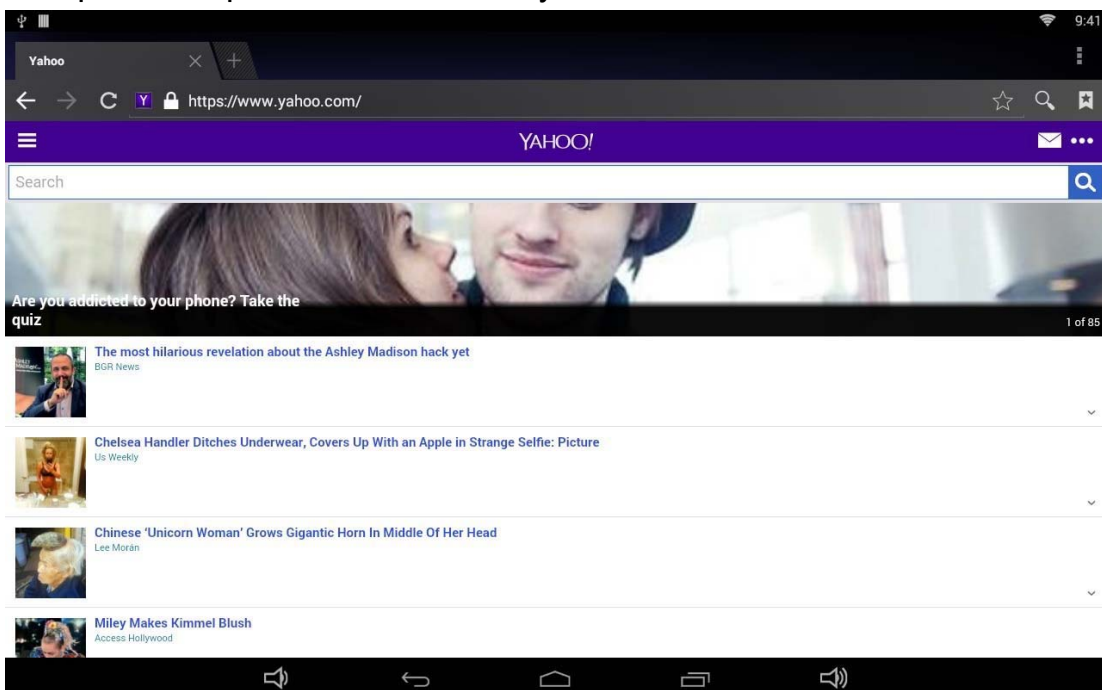 9:41
Yahoo
https://www.yahoo.com/
YAHOO!
Search
Are you addicted to your phone? Take the
quiz
1 of 85
The most hilarious revelation about the Ashley Madison hack yet
BGR News
Chelsea Handler Ditches Underwear, Covers Up With an Apple in Strange Selfie: Picture
Us Weekly
Chinese ‘Unicorn Woman’ Grows Gigantic Horn In Middle Of Her Head
Lee Moran
Miley Makes Kimmel Blush
Access Hollywood